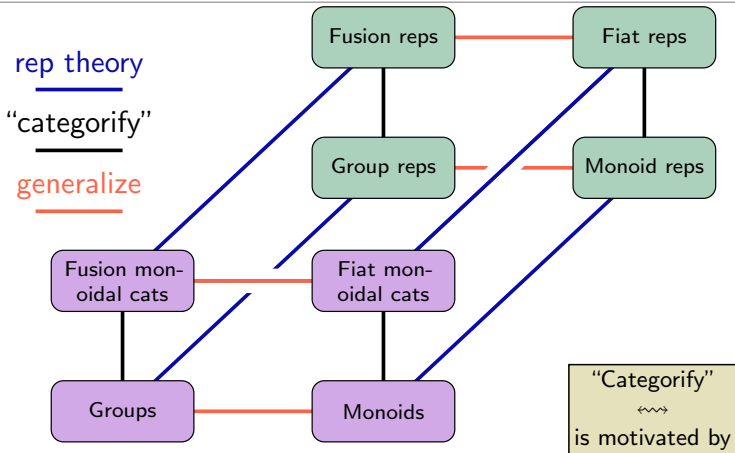 Fusion reps
Fiat reps
rep theory
“categorify”
generalize
Group reps
Monoid reps
Fusion mon-
oidal cats
Fiat mon-
oidal cats
Groups
Monoids
“Categorify”
↭
is motivated by